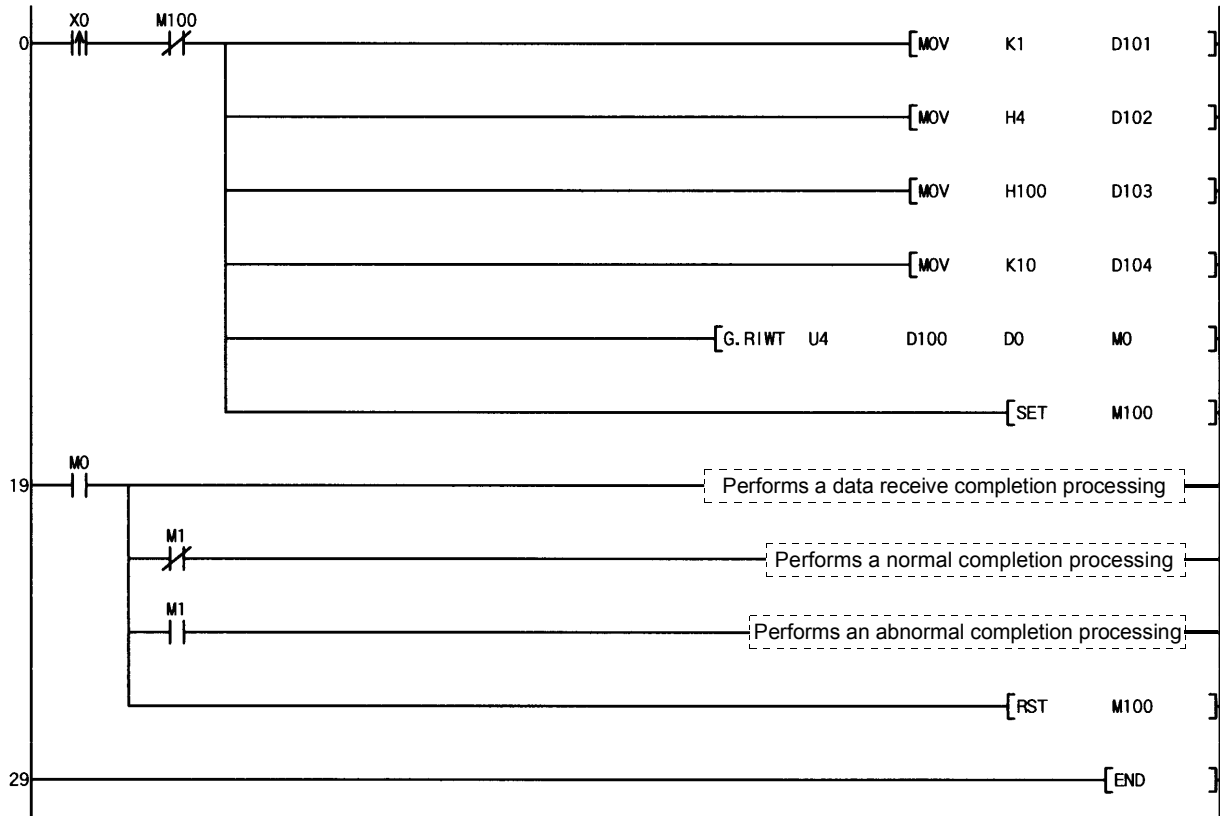 X0 M100
0 [MOV K1 D101 ]
[MOV H4 D102 ]
[MOV H100 D103 ]
[MOV K10 D104 ]
[G.RIWT U4 D100 D0 M0 ]
[SET M100 ]
M0
19 Performs a data receive completion processing
M1
Performs a normal completion processing
M1
Performs an abnormal completion processing
[RST M100 ]
29 [END ]